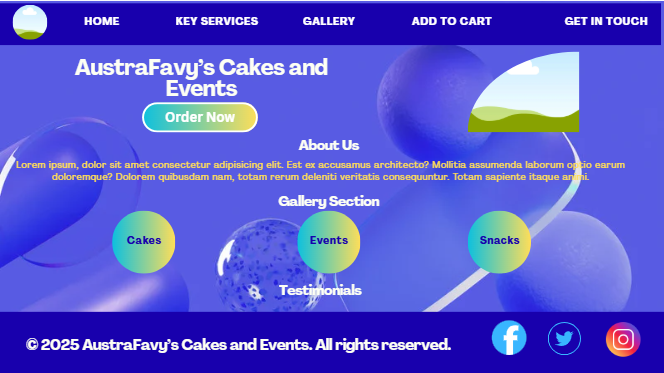 HOME KEY SERVICES GALLERY ADD TO CART GET IN TOUCH
AustraFavy's Cakes and
Events
Order Now
About Us
Lorem ipsum, dolor sit amet consectetur adipisicing elit. Est ex accusamus architecto? Mollitia assumenda laborum optio earum
doloremque? Dolorem quibusdam nam, totam rerum deleniti veritatis consequuntur. Totam sapiente itaque animi.
Gallery Section
Cakes Events Snacks
Testimonials
© 2025 AustraFavy's Cakes and Events. All rights reserved.